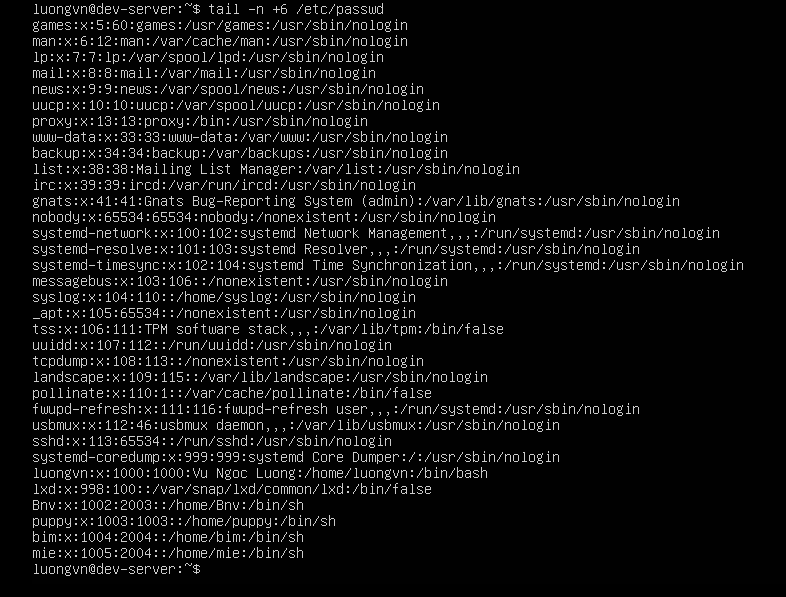 luongvn@dev-server:~$ tail -n +6 /etc/passwd
games:x:5:60:games:/usr/games:/usr/sbin/nologin
man:x:6:12:man:/var/cache/man:/usr/sbin/nologin
lp:x:7:7:lp:/var/spool/lpd:/usr/sbin/nologin
mail:x:8:8:mail:/var/mail:/usr/sbin/nologin
news:x:9:9:news:/var/spool/news:/usr/sbin/nologin
uucp:x:10:10:uucp:/var/spool/uucp:/usr/sbin/nologin
proxy:x:13:13:proxy:/bin:/usr/sbin/nologin
www-data:x:33:33:www-data:/var/www:/usr/sbin/nologin
backup:x:34:34:backup:/var/backups:/usr/sbin/nologin
list:x:38:38:Mailing List Manager:/var/list:/usr/sbin/nologin
irc:x:39:39:ircd:/var/run/ircd:/usr/sbin/nologin
gnats:x:41:41:Gnats Bug-Reporting System (admin):/var/lib/gnats:/usr/sbin/nologin
nobody:x:65534:65534:nobody:/nonexistent:/usr/sbin/nologin
systemd-network:x:100:102:systemd Network Management,,,:/run/systemd:/usr/sbin/nologin
systemd-resolve:x:101:103:systemd Resolver,,,:/run/systemd:/usr/sbin/nologin
systemd-timesync:x:102:104:systemd Time Synchronization,,,:/run/systemd:/usr/sbin/nologin
messagebus:x:103:106::/nonexistent:/usr/sbin/nologin
syslog:x:104:110::/home/syslog:/usr/sbin/nologin
_apt:x:105:65534::/nonexistent:/usr/sbin/nologin
tss:x:106:111:TPM software stack,,,:/var/lib/tpm:/bin/false
uuidd:x:107:112::/run/uuidd:/usr/sbin/nologin
tcpdump:x:108:113::/nonexistent:/usr/sbin/nologin
landscape:x:109:115::/var/lib/landscape:/usr/sbin/nologin
pollinate:x:110:1::/var/cache/pollinate:/bin/false
fwupd-refresh:x:111:116:fwupd-refresh user,,,:/run/systemd:/usr/sbin/nologin
usbmux:x:112:46:usbmux daemon,,,:/var/lib/usbmux:/usr/sbin/nologin
sshd:x:113:65534::/run/sshd:/usr/sbin/nologin
systemd-coredump:x:999:999:systemd Core Dumper:/:/usr/sbin/nologin
luongvn:x:1000:1000:Vu Ngoc Luong:/home/luongvn:/bin/bash
lxd:x:998:100::/var/snap/lxd/common/lxd:/bin/false
Bnv:x:1002:2003::/home/Bnv:/bin/sh
puppy:x:1003:1003::/home/puppy:/bin/sh
bim:x:1004:2004::/home/bim:/bin/sh
mie:x:1005:2004::/home/mie:/bin/sh
luongvn@dev-server:~$